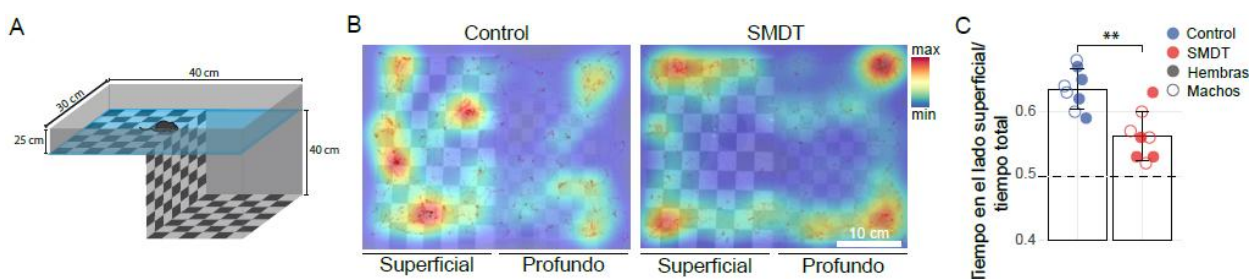 A
40 cm
30 cm
25 cm
40 cm
B
Control
SMDT
max
min
10 cm
Superficial
Profundo
Superficial
Profundo
C
Tiempo en el lado superficial/
tiempo total
0.6
0.5
0.4
**
Control
SMDT
Hembras
Machos